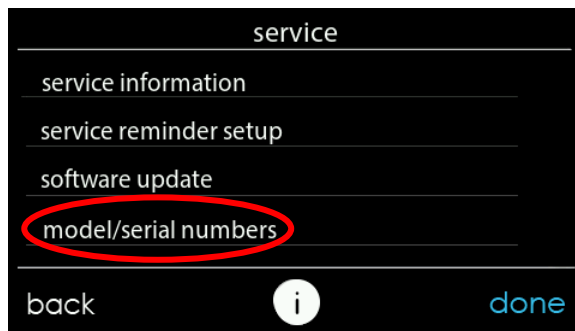 service
service information
service reminder setup
software update
model/serial numbers
back i done